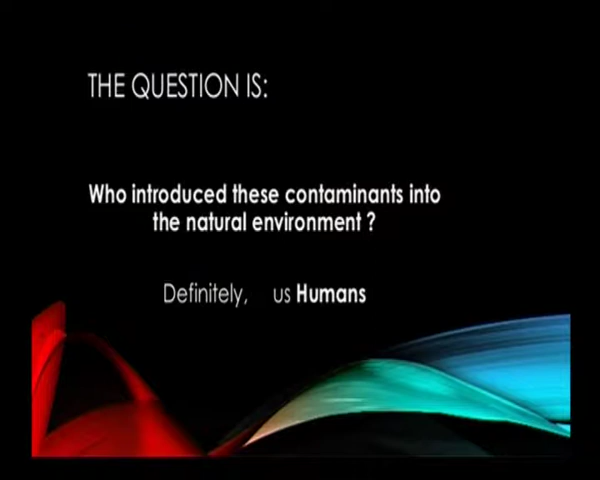 THE QUESTION IS:
Who introduced these contaminants into
the natural environment ?
Definitely, us Humans